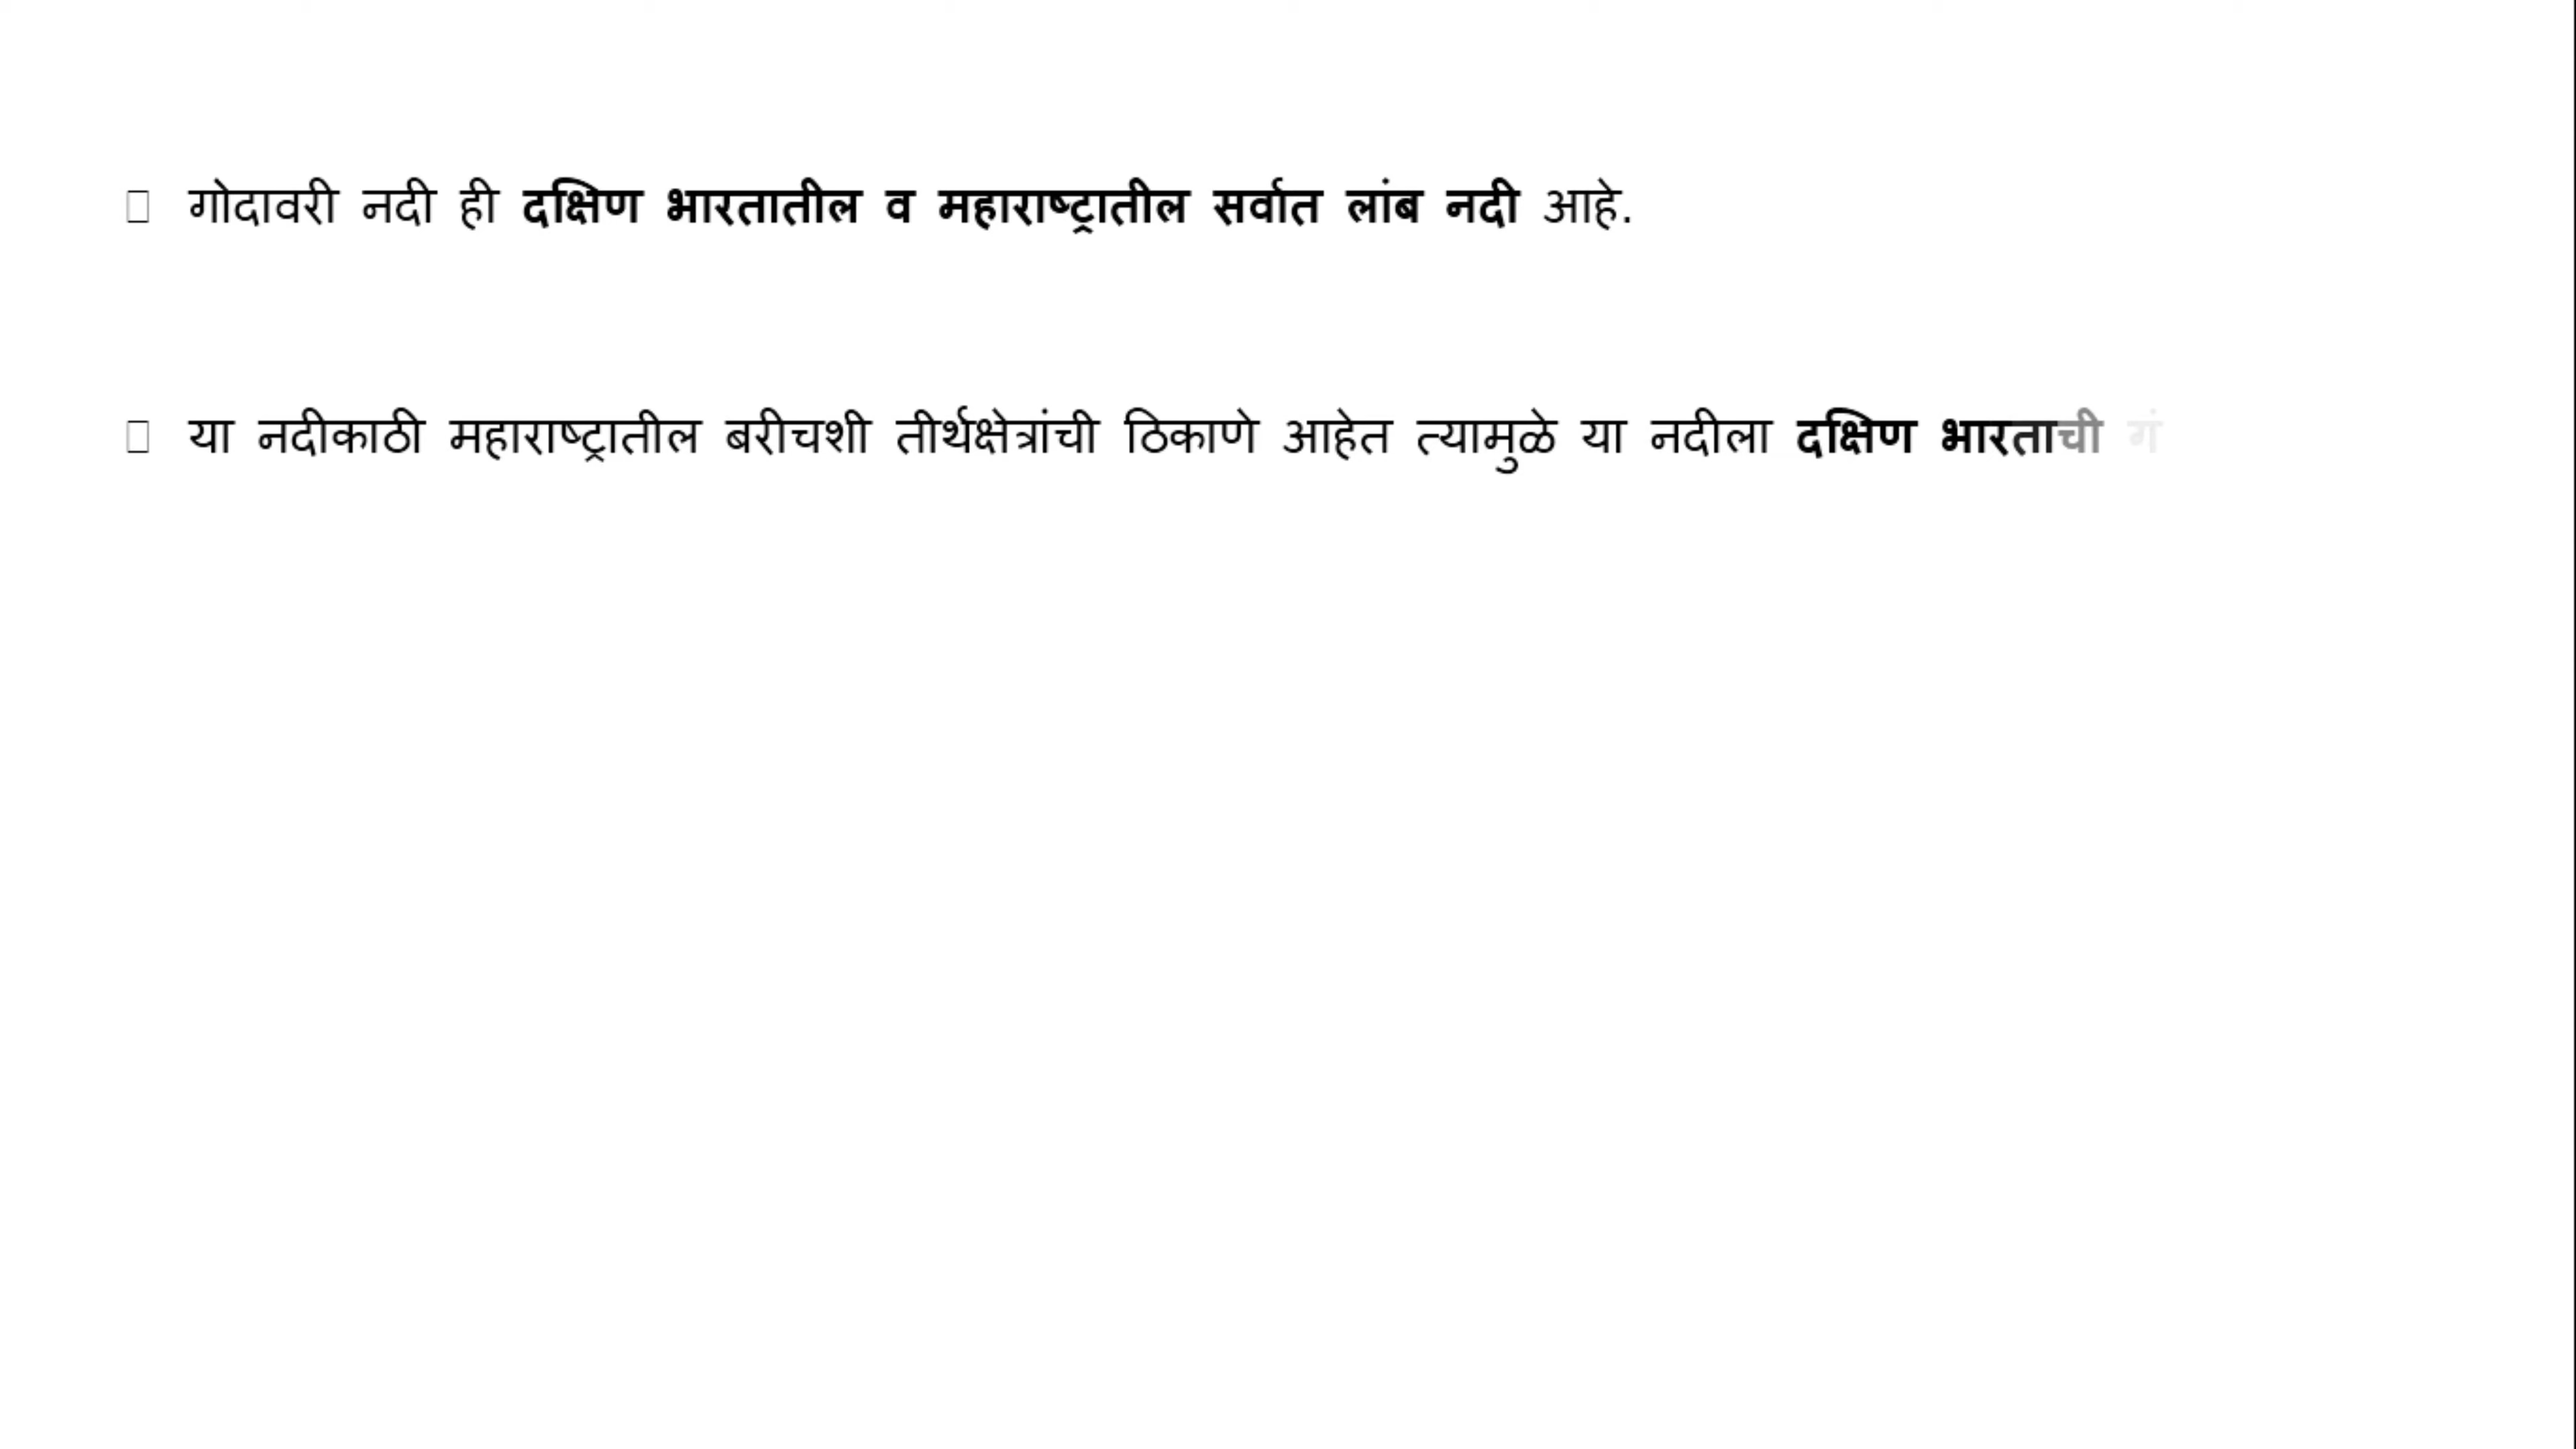 गोदावरी नदी ही दक्षिण भारतातील व महाराष्ट्रातील सर्वात लांब नदी आहे.
या नदीकाठी महाराष्ट्रातील बरीचशी तीर्थक्षेत्रांची ठिकाणे आहेत त्यामुळे या नदीला दक्षिण भारताची गं